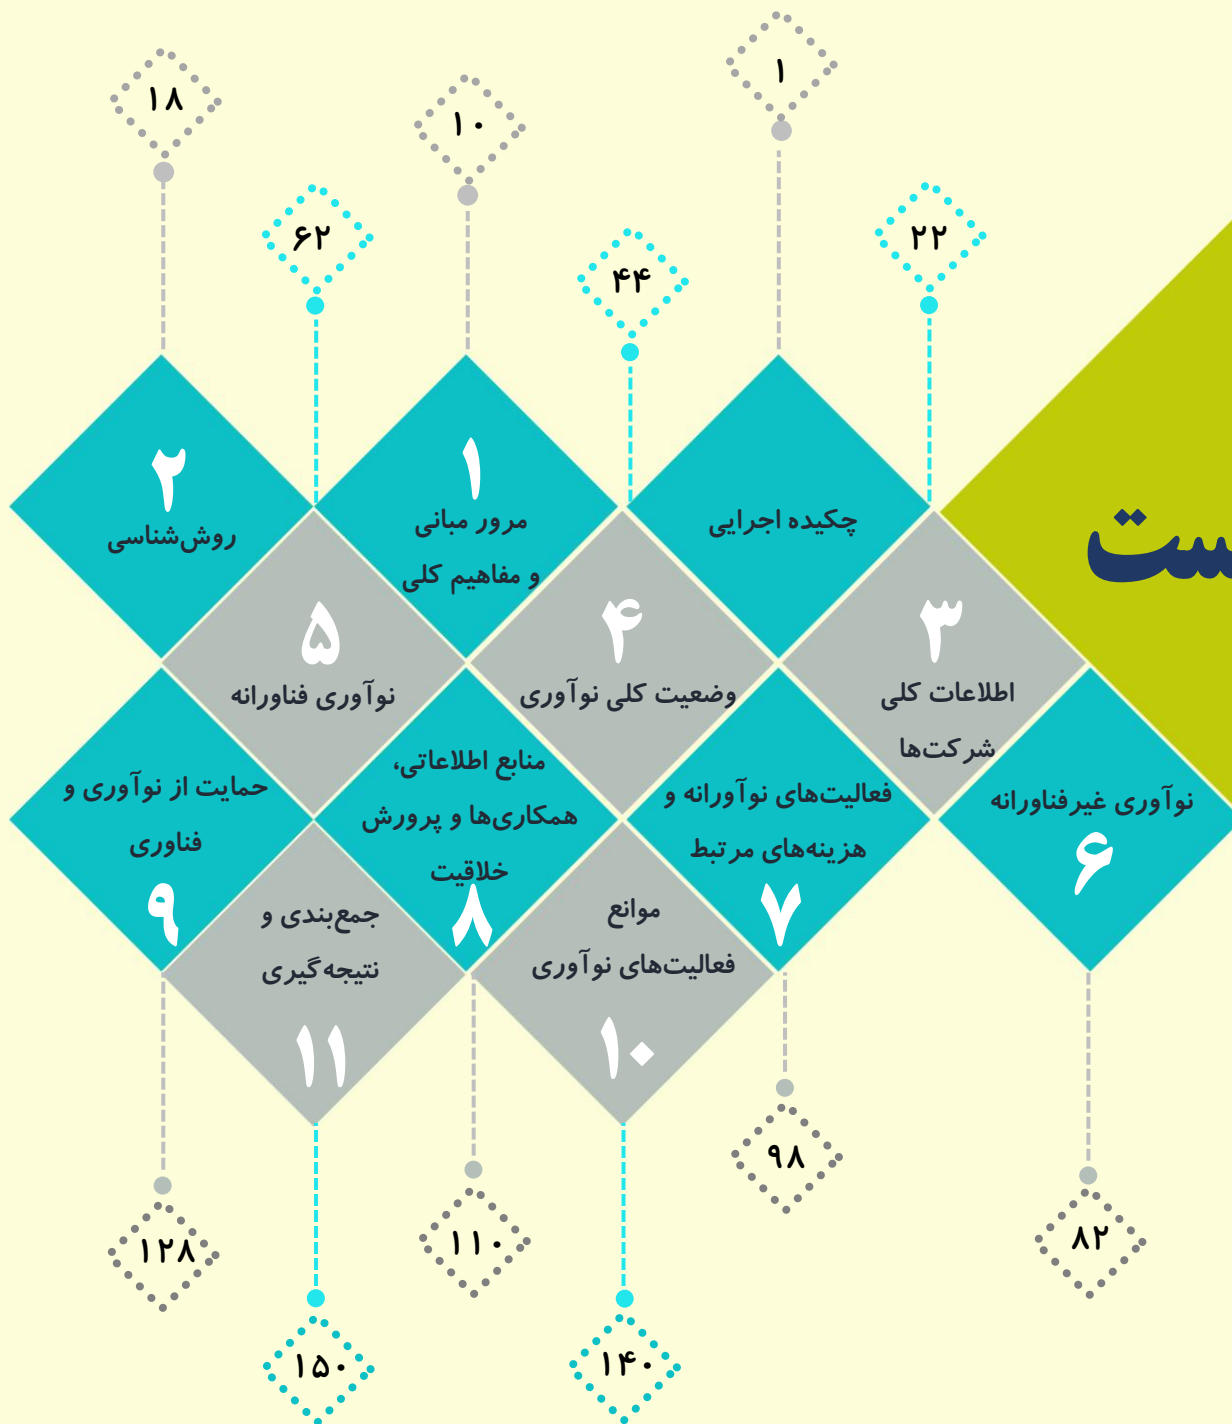 ۱
۱۰
۱۸
۲۲
۴۴
۶۲
چکیده اجرایی
۱
مرور مبانی
و مفاهیم کلی
۲
روش‌شناسی
۳
اطلاعات کلی
شرکت‌ها
۴
وضعیت کلی نوآوری
۵
نوآوری فناورانه
نوآوری غیرفناورانه
۶
فعالیت‌های نوآورانه و
هزینه‌های مرتبط
۷
منابع اطلاعاتی،
همکاری‌ها و پرورش
خلاقیت
۸
حمایت از نوآوری و
فناوری
۹
موانع
فعالیت‌های نوآوری
۱۰
جمع‌بندی و
نتیجه‌گیری
۱۱
۸۲
۹۸
۱۱۰
۱۲۸
۱۴۰
۱۵۰